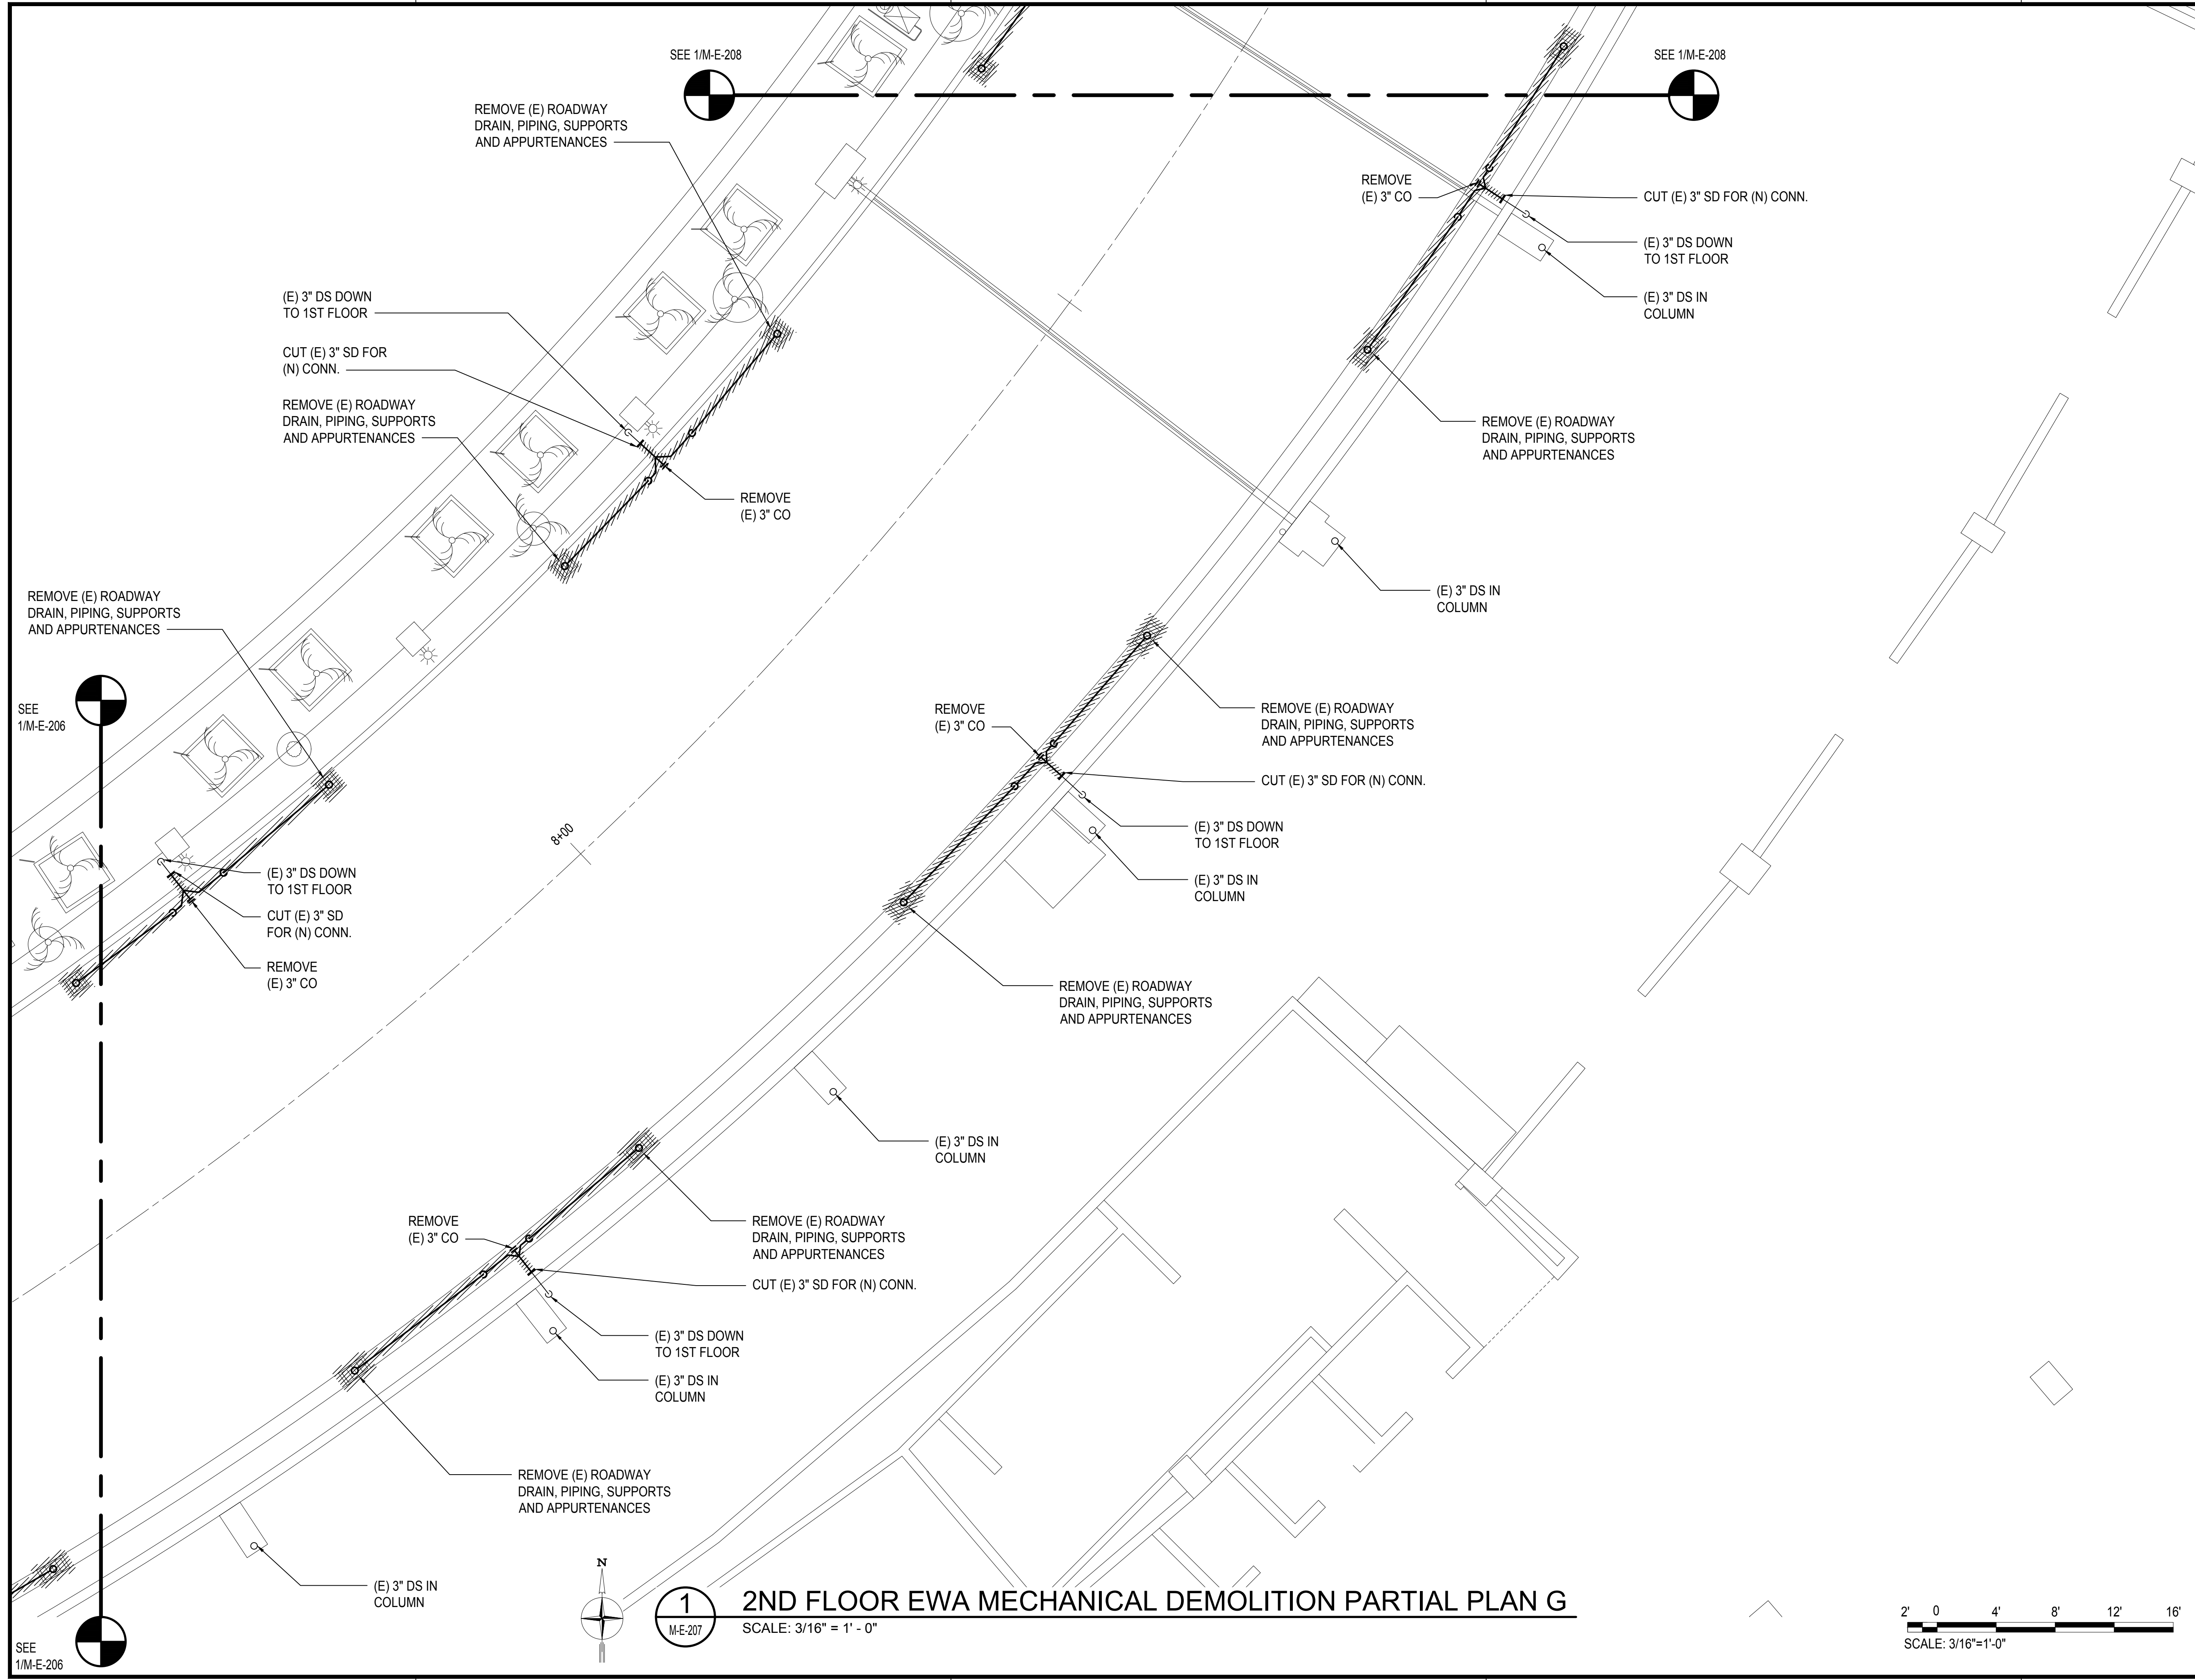 SEE 1/M-E-208
SEE 1/M-E-208
REMOVE (E) ROADWAY
DRAIN, PIPING, SUPPORTS
AND APPURTENANCES
REMOVE
(E) 3" CO
CUT (E) 3" SD FOR (N) CONN.
(E) 3" DS DOWN
TO 1ST FLOOR
(E) 3" DS IN
COLUMN
(E) 3" DS DOWN
TO 1ST FLOOR
CUT (E) 3" SD FOR
(N) CONN.
REMOVE (E) ROADWAY
DRAIN, PIPING, SUPPORTS
AND APPURTENANCES
REMOVE (E) ROADWAY
DRAIN, PIPING, SUPPORTS
AND APPURTENANCES
REMOVE
(E) 3" CO
REMOVE (E) ROADWAY
DRAIN, PIPING, SUPPORTS
AND APPURTENANCES
(E) 3" DS IN
COLUMN
SEE
1/M-E-206
REMOVE
(E) 3" CO
REMOVE (E) ROADWAY
DRAIN, PIPING, SUPPORTS
AND APPURTENANCES
CUT (E) 3" SD FOR (N) CONN.
8+00
(E) 3" DS DOWN
TO 1ST FLOOR
(E) 3" DS IN
COLUMN
(E) 3" DS DOWN
TO 1ST FLOOR
CUT (E) 3" SD
FOR (N) CONN.
REMOVE
(E) 3" CO
REMOVE (E) ROADWAY
DRAIN, PIPING, SUPPORTS
AND APPURTENANCES
(E) 3" DS IN
COLUMN
REMOVE
(E) 3" CO
REMOVE (E) ROADWAY
DRAIN, PIPING, SUPPORTS
AND APPURTENANCES
CUT (E) 3" SD FOR (N) CONN.
(E) 3" DS DOWN
TO 1ST FLOOR
(E) 3" DS IN
COLUMN
REMOVE (E) ROADWAY
DRAIN, PIPING, SUPPORTS
AND APPURTENANCES
(E) 3" DS IN
COLUMN
SEE
1/M-E-206
N
1
M-E-207
2ND FLOOR EWA MECHANICAL DEMOLITION PARTIAL PLAN G
SCALE: 3/16" = 1' - 0"
2' 0 4' 8' 12' 16'
SCALE: 3/16"=1'-0"